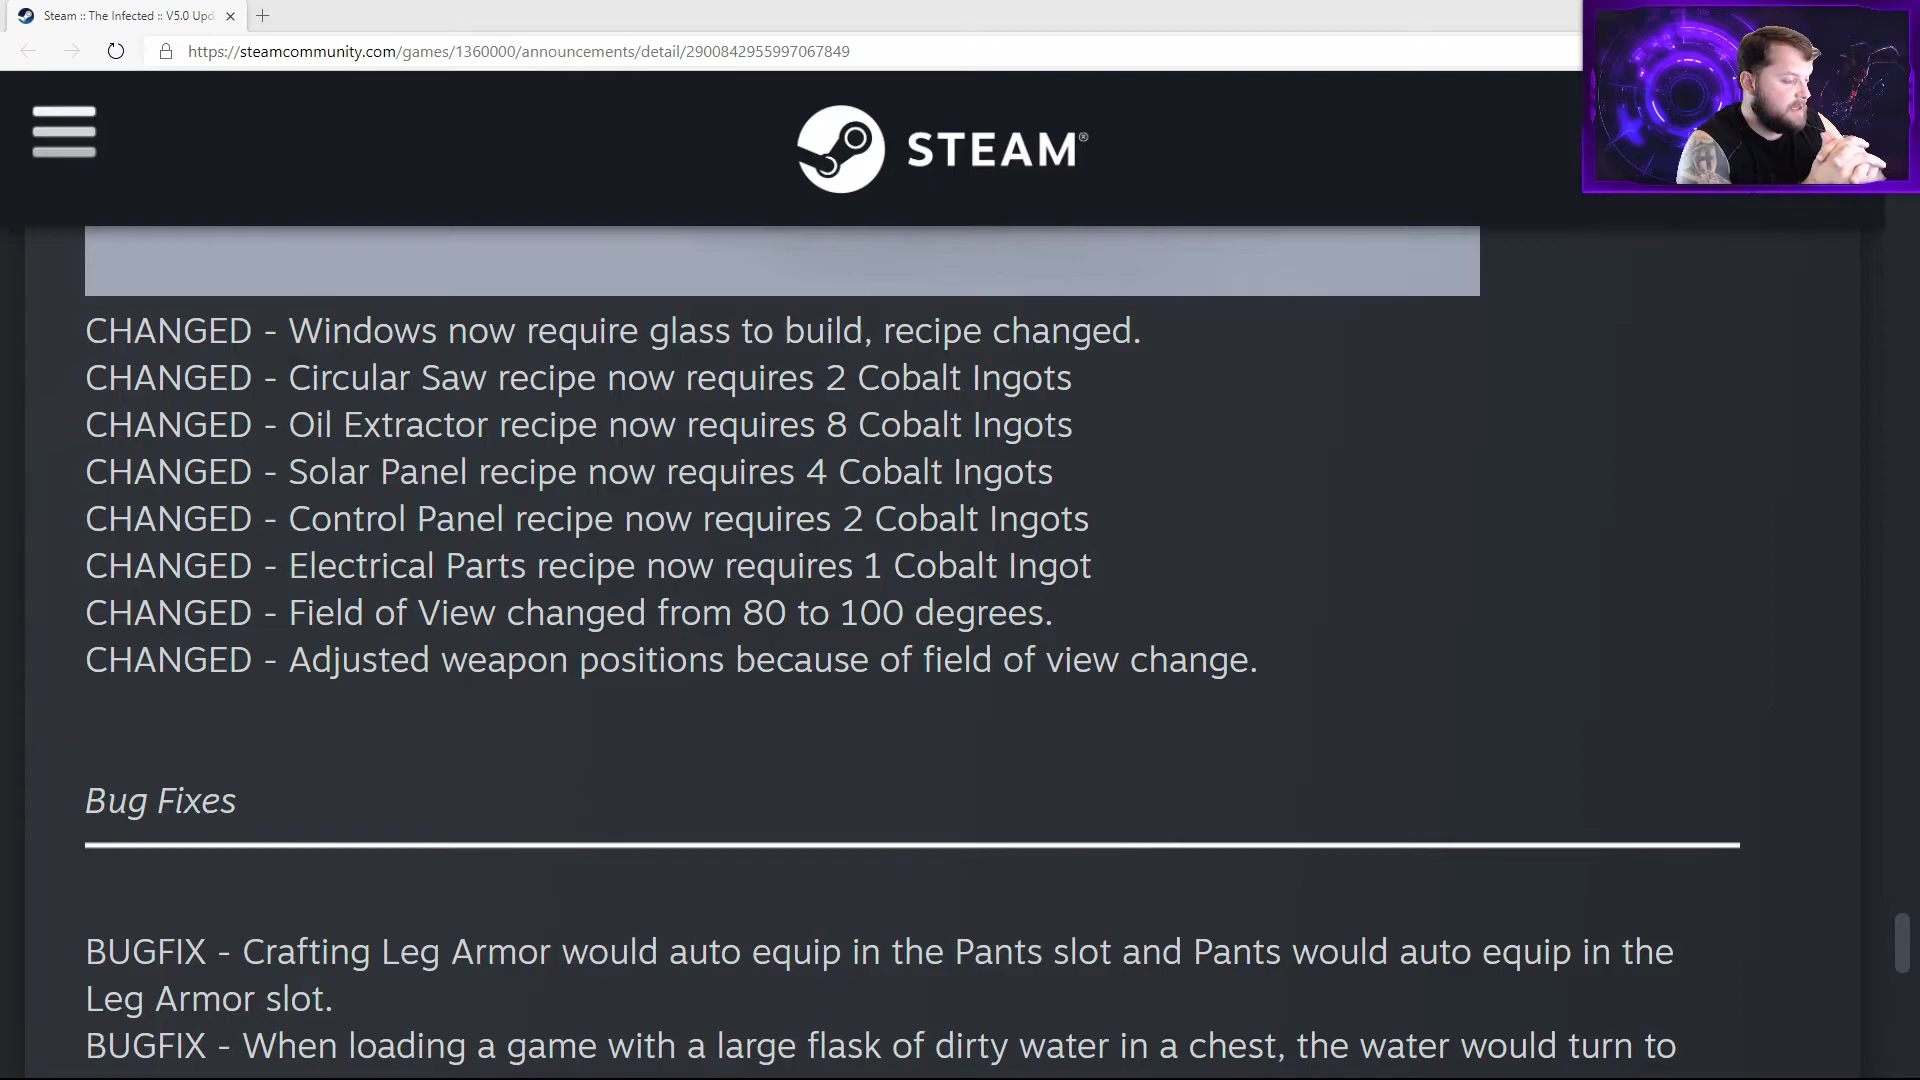 Steam :: The Infected :: V5.0 Upd
https://steamcommunity.com/games/1360000/announcements/detail/2900842955997067849
STEAM®
CHANGED - Windows now require glass to build, recipe changed.
CHANGED - Circular Saw recipe now requires 2 Cobalt Ingots
CHANGED - Oil Extractor recipe now requires 8 Cobalt Ingots
CHANGED - Solar Panel recipe now requires 4 Cobalt Ingots
CHANGED - Control Panel recipe now requires 2 Cobalt Ingots
CHANGED - Electrical Parts recipe now requires 1 Cobalt Ingot
CHANGED - Field of View changed from 80 to 100 degrees.
CHANGED - Adjusted weapon positions because of field of view change.
Bug Fixes
BUGFIX - Crafting Leg Armor would auto equip in the Pants slot and Pants would auto equip in the
Leg Armor slot.
BUGFIX - When loading a game with a large flask of dirty water in a chest, the water would turn to